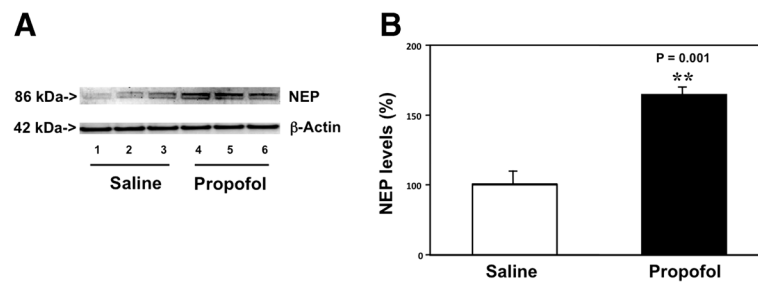 A
86 kDa-> NEP
42 kDa-> β-Actin
1 2 3 4 5 6
Saline Propofol
B
NEP levels (%)
200
150
100
0
P = 0.001
**
Saline Propofol